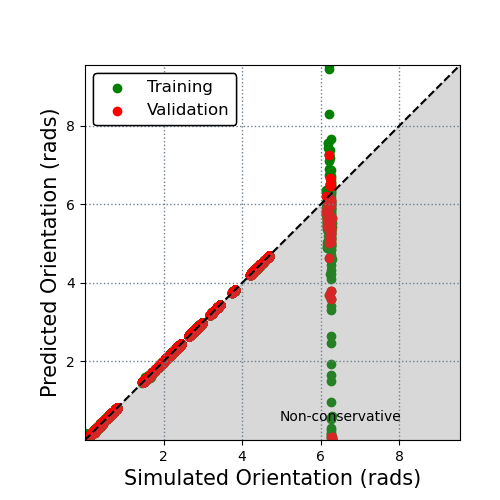 Training
Validation
8
6
4
2
Predicted Orientation (rads)
Non-conservative
2
4
6
8
Simulated Orientation (rads)